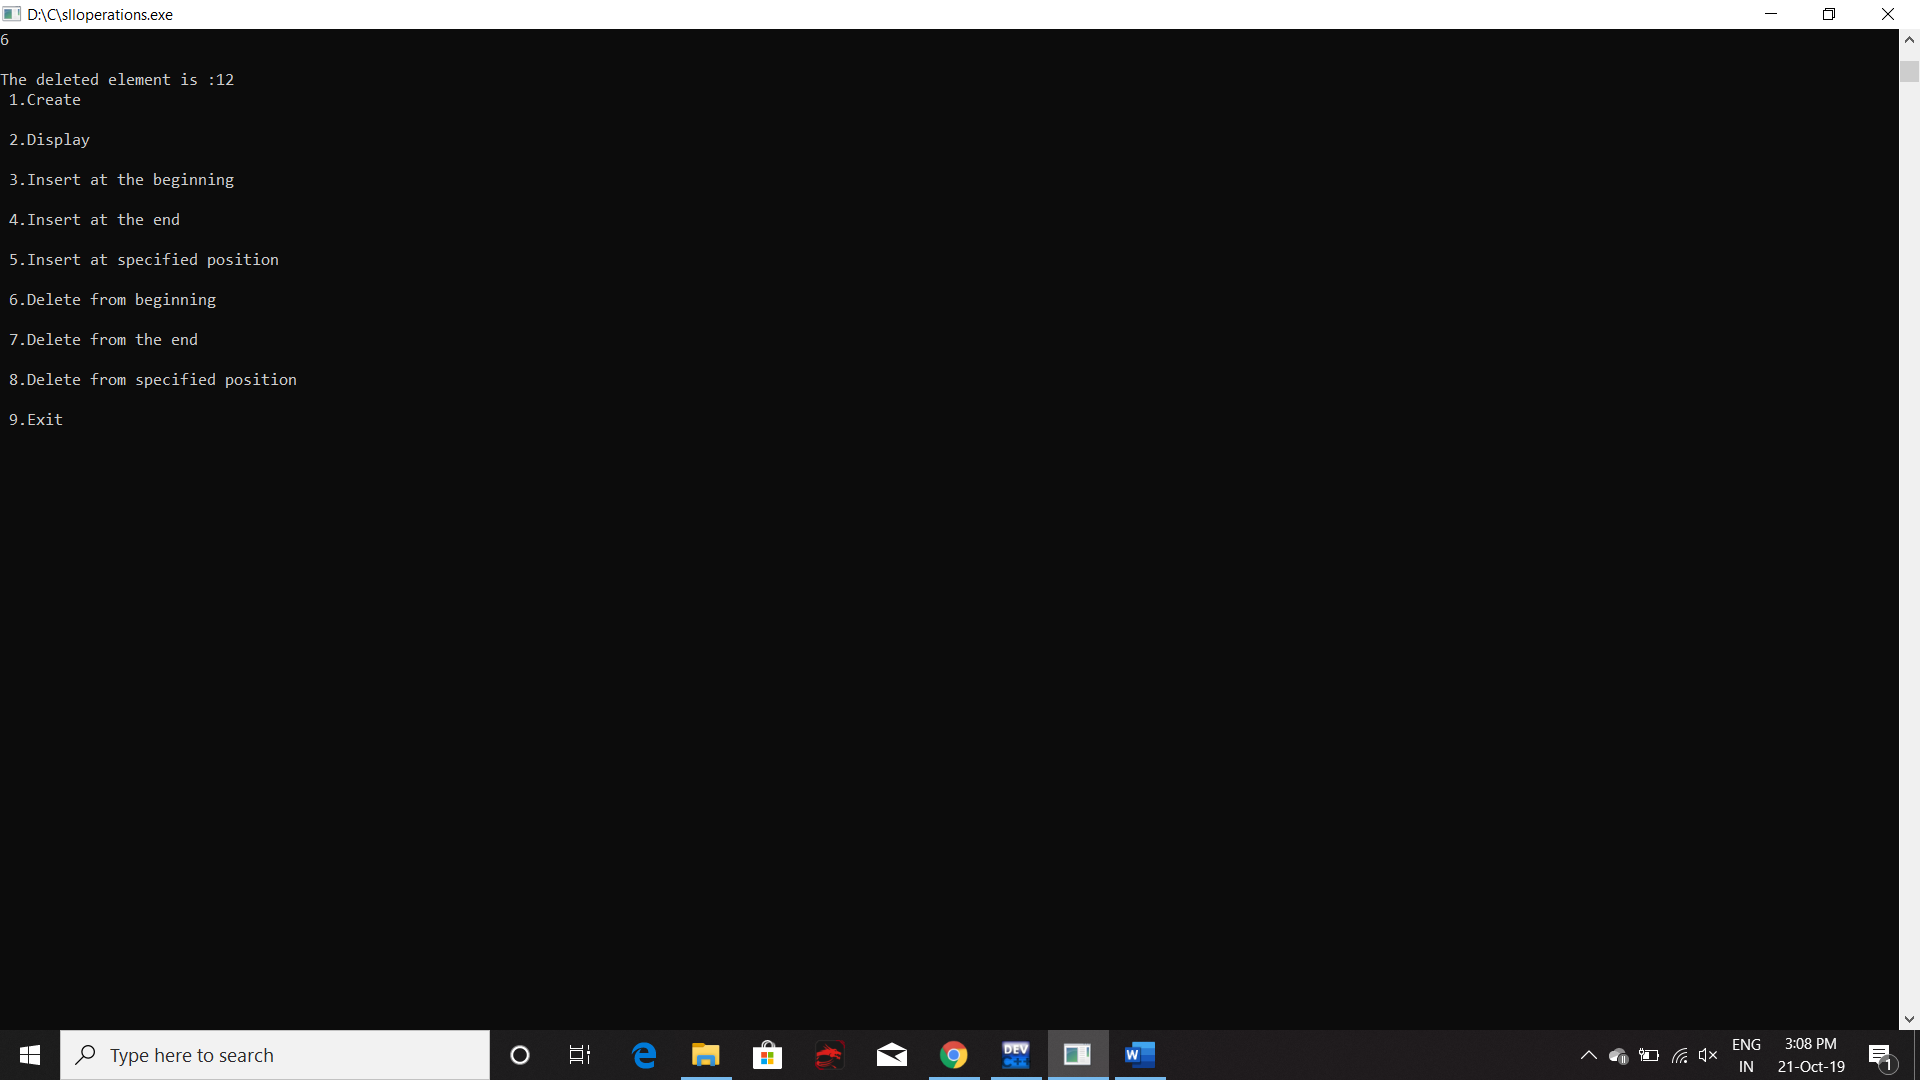 D:\C\slloperations.exe
6
The deleted element is :12
1.Create
2.Display
3.Insert at the beginning
4.Insert at the end
5.Insert at specified position
6.Delete from beginning
7.Delete from the end
8.Delete from specified position
9.Exit
Type here to search
DEV
C++
W
ENG
IN
3:08 PM
21-Oct-19
1